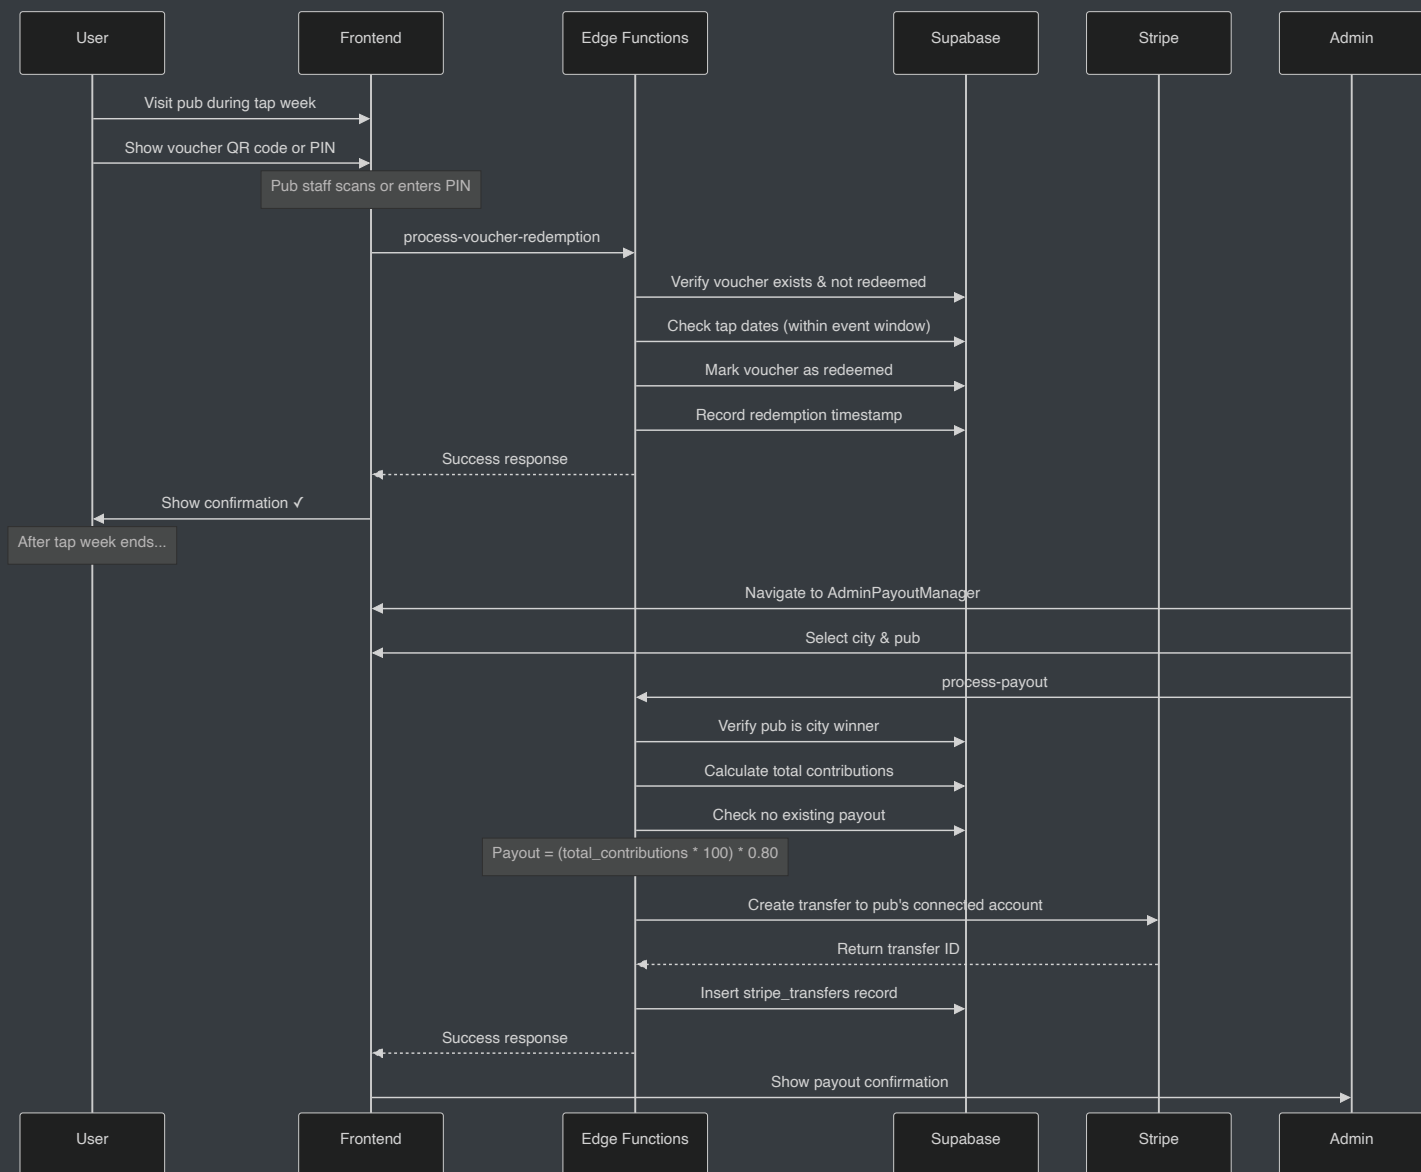 User
Frontend
Edge Functions
Supabase
Stripe
Admin
Visit pub during tap week
Show voucher QR code or PIN
Pub staff scans or enters PIN
process-voucher-redemption
Verify voucher exists & not redeemed
Check tap dates (within event window)
Mark voucher as redeemed
Record redemption timestamp
Success response
Show confirmation ✓
After tap week ends...
Navigate to AdminPayoutManager
Select city & pub
process-payout
Verify pub is city winner
Calculate total contributions
Check no existing payout
Payout = (total_contributions * 100) * 0.80
Create transfer to pub's connected account
Return transfer ID
Insert stripe_transfers record
Success response
Show payout confirmation
User
Frontend
Edge Functions
Supabase
Stripe
Admin